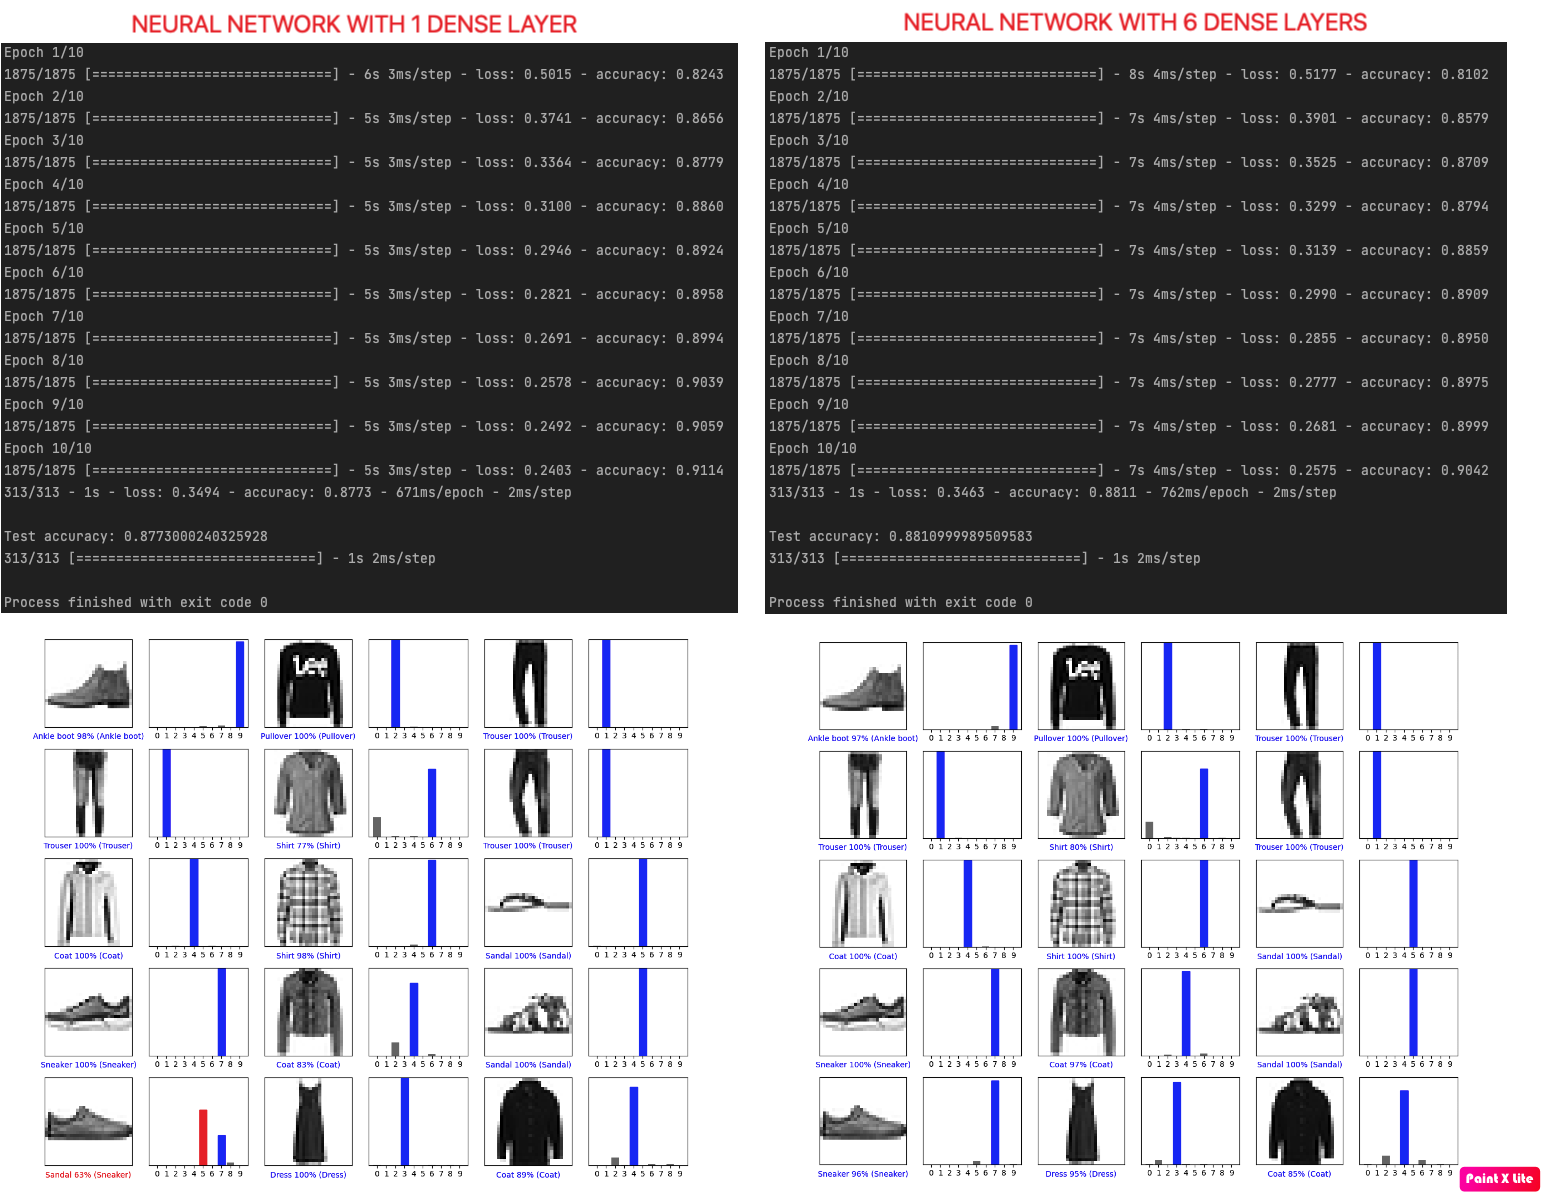 NEURAL NETWORK WITH 1 DENSE LAYER
Epoch 1/10
1875/1875 [==============================] - 6s 3ms/step - loss: 0.5015 - accuracy: 0.8243
Epoch 2/10
1875/1875 [==============================] - 5s 3ms/step - loss: 0.3741 - accuracy: 0.8656
Epoch 3/10
1875/1875 [==============================] - 5s 3ms/step - loss: 0.3364 - accuracy: 0.8779
Epoch 4/10
1875/1875 [==============================] - 5s 3ms/step - loss: 0.3100 - accuracy: 0.8860
Epoch 5/10
1875/1875 [==============================] - 5s 3ms/step - loss: 0.2946 - accuracy: 0.8924
Epoch 6/10
1875/1875 [==============================] - 5s 3ms/step - loss: 0.2821 - accuracy: 0.8958
Epoch 7/10
1875/1875 [==============================] - 5s 3ms/step - loss: 0.2691 - accuracy: 0.8994
Epoch 8/10
1875/1875 [==============================] - 5s 3ms/step - loss: 0.2578 - accuracy: 0.9039
Epoch 9/10
1875/1875 [==============================] - 5s 3ms/step - loss: 0.2492 - accuracy: 0.9059
Epoch 10/10
1875/1875 [==============================] - 5s 3ms/step - loss: 0.2403 - accuracy: 0.9114
313/313 - 1s - loss: 0.3494 - accuracy: 0.8773 - 671ms/epoch - 2ms/step
Test accuracy: 0.8773000240325928
313/313 [==============================] - 1s 2ms/step
Process finished with exit code 0
Lee
0 1 2 3 4 5 6 7 8 9 0 1 2 3 4 5 6 7 8 9 0 1 2 3 4 5 6 7 8 9
Ankle boot 98% (Ankle boot) Pullover 100% (Pullover) Trouser 100% (Trouser)
0 1 2 3 4 5 6 7 8 9 0 1 2 3 4 5 6 7 8 9 0 1 2 3 4 5 6 7 8 9
Trouser 100% (Trouser) Shirt 77% (Shirt) Trouser 100% (Trouser)
0 1 2 3 4 5 6 7 8 9 0 1 2 3 4 5 6 7 8 9 0 1 2 3 4 5 6 7 8 9
Coat 100% (Coat) Shirt 98% (Shirt) Sandal 100% (Sandal)
0 1 2 3 4 5 6 7 8 9 0 1 2 3 4 5 6 7 8 9 0 1 2 3 4 5 6 7 8 9
Sneaker 100% (Sneaker) Coat 83% (Coat) Sandal 100% (Sandal)
0 1 2 3 4 5 6 7 8 9 0 1 2 3 4 5 6 7 8 9 0 1 2 3 4 5 6 7 8 9
Sandal 63% (Sneaker) Dress 100% (Dress) Coat 89% (Coat)
NEURAL NETWORK WITH 6 DENSE LAYERS
Epoch 1/10
1875/1875 [==============================] - 8s 4ms/step - loss: 0.5177 - accuracy: 0.8102
Epoch 2/10
1875/1875 [==============================] - 7s 4ms/step - loss: 0.3901 - accuracy: 0.8579
Epoch 3/10
1875/1875 [==============================] - 7s 4ms/step - loss: 0.3525 - accuracy: 0.8709
Epoch 4/10
1875/1875 [==============================] - 7s 4ms/step - loss: 0.3299 - accuracy: 0.8794
Epoch 5/10
1875/1875 [==============================] - 7s 4ms/step - loss: 0.3139 - accuracy: 0.8859
Epoch 6/10
1875/1875 [==============================] - 7s 4ms/step - loss: 0.2990 - accuracy: 0.8909
Epoch 7/10
1875/1875 [==============================] - 7s 4ms/step - loss: 0.2855 - accuracy: 0.8950
Epoch 8/10
1875/1875 [==============================] - 7s 4ms/step - loss: 0.2777 - accuracy: 0.8975
Epoch 9/10
1875/1875 [==============================] - 7s 4ms/step - loss: 0.2681 - accuracy: 0.8999
Epoch 10/10
1875/1875 [==============================] - 7s 4ms/step - loss: 0.2575 - accuracy: 0.9042
313/313 - 1s - loss: 0.3463 - accuracy: 0.8811 - 762ms/epoch - 2ms/step
Test accuracy: 0.8810999989509583
313/313 [==============================] - 1s 2ms/step
Process finished with exit code 0
Lee
0 1 2 3 4 5 6 7 8 9 0 1 2 3 4 5 6 7 8 9 0 1 2 3 4 5 6 7 8 9
Ankle boot 97% (Ankle boot) Pullover 100% (Pullover) Trouser 100% (Trouser)
0 1 2 3 4 5 6 7 8 9 0 1 2 3 4 5 6 7 8 9 0 1 2 3 4 5 6 7 8 9
Trouser 100% (Trouser) Shirt 80% (Shirt) Trouser 100% (Trouser)
0 1 2 3 4 5 6 7 8 9 0 1 2 3 4 5 6 7 8 9 0 1 2 3 4 5 6 7 8 9
Coat 100% (Coat) Shirt 100% (Shirt) Sandal 100% (Sandal)
0 1 2 3 4 5 6 7 8 9 0 1 2 3 4 5 6 7 8 9 0 1 2 3 4 5 6 7 8 9
Sneaker 100% (Sneaker) Coat 97% (Coat) Sandal 100% (Sandal)
0 1 2 3 4 5 6 7 8 9 0 1 2 3 4 5 6 7 8 9 0 1 2 3 4 5 6 7 8 9
Sneaker 96% (Sneaker) Dress 95% (Dress) Coat 85% (Coat)
Paint X Lite